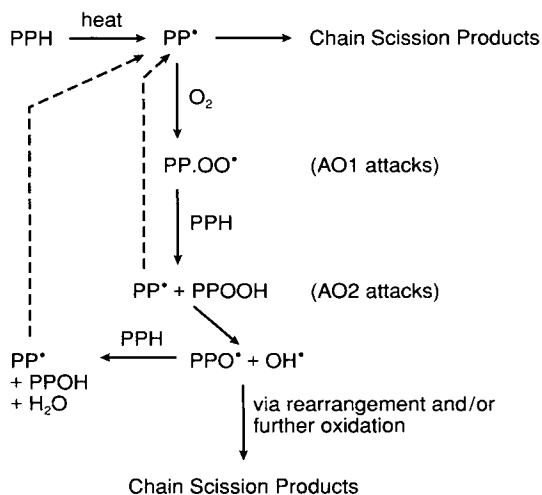 heat
PPH PP• Chain Scission Products
O₂
PP.OO• (AO1 attacks)
PPH
PP• + PPOOH (AO2 attacks)
PPH
PP• PPO• + OH•
+ PPOH
+ H₂O
via rearrangement and/or
further oxidation
Chain Scission Products